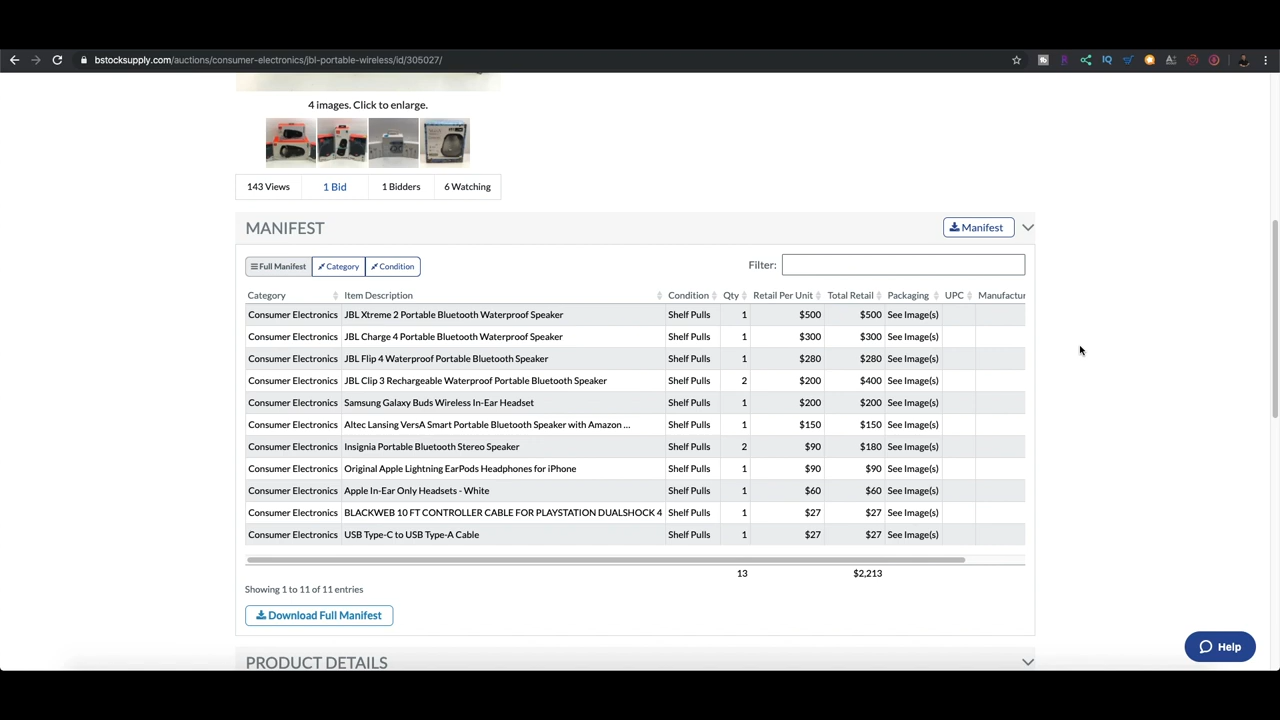 bstocksupply.com/auctions/consumer-electronics/jbl-portable-wireless/id/305027/
4 images. Click to enlarge.
143 Views 1 Bid 1 Bidders 6 Watching
MANIFEST Manifest
Full Manifest Category Condition Filter:
Category Item Description Condition Qty Retail Per Unit Total Retail Packaging UPC Manufactur
Consumer Electronics JBL Xtreme 2 Portable Bluetooth Waterproof Speaker Shelf Pulls 1 $500 $500 See Image(s)
Consumer Electronics JBL Charge 4 Portable Bluetooth Waterproof Speaker Shelf Pulls 1 $300 $300 See Image(s)
Consumer Electronics JBL Flip 4 Waterproof Portable Bluetooth Speaker Shelf Pulls 1 $280 $280 See Image(s)
Consumer Electronics JBL Clip 3 Rechargeable Waterproof Portable Bluetooth Speaker Shelf Pulls 2 $200 $400 See Image(s)
Consumer Electronics Samsung Galaxy Buds Wireless In-Ear Headset Shelf Pulls 1 $200 $200 See Image(s)
Consumer Electronics Altec Lansing VersA Smart Portable Bluetooth Speaker with Amazon ... Shelf Pulls 1 $150 $150 See Image(s)
Consumer Electronics Insignia Portable Bluetooth Stereo Speaker Shelf Pulls 2 $90 $180 See Image(s)
Consumer Electronics Original Apple Lightning EarPods Headphones for iPhone Shelf Pulls 1 $90 $90 See Image(s)
Consumer Electronics Apple In-Ear Only Headsets - White Shelf Pulls 1 $60 $60 See Image(s)
Consumer Electronics BLACKWEB 10 FT CONTROLLER CABLE FOR PLAYSTATION DUALSHOCK 4 Shelf Pulls 1 $27 $27 See Image(s)
Consumer Electronics USB Type-C to USB Type-A Cable Shelf Pulls 1 $27 $27 See Image(s)
13 $2,213
Showing 1 to 11 of 11 entries
Download Full Manifest
Help
PRODUCT DETAILS